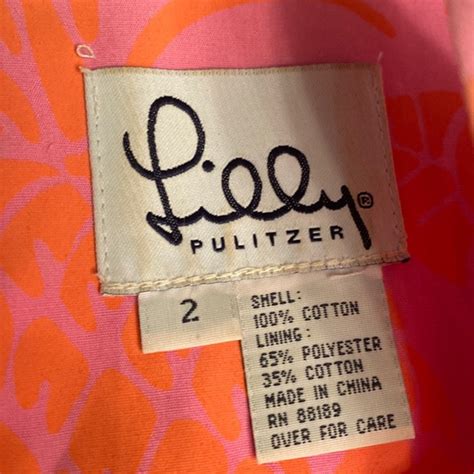 Lilly®
PULITZER
2
SHELL:
100% COTTON
LINING:
65% POLYESTER
35% COTTON
MADE IN CHINA
RN 88189
OVER FOR CARE